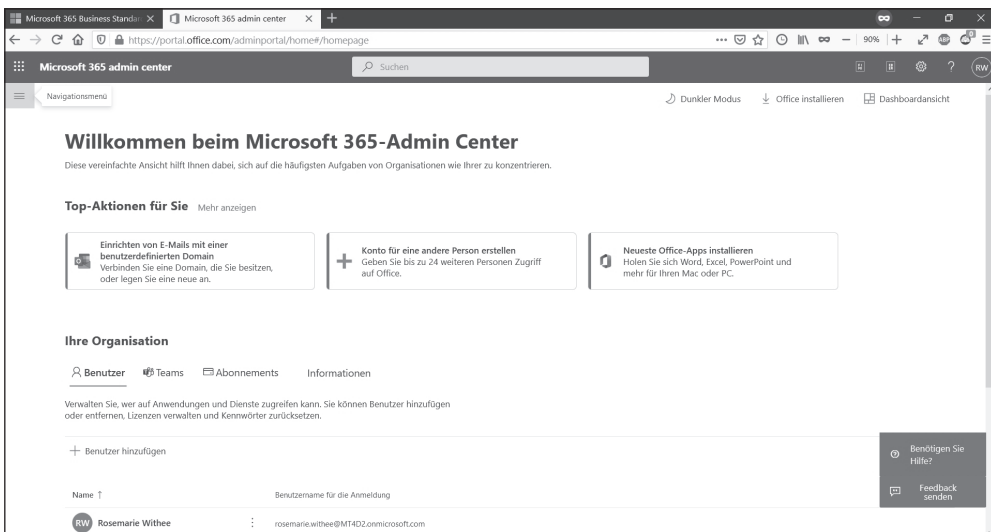 Microsoft 365 Business Standar
Microsoft 365 admin center
https://portal.office.com/adminportal/home#/homepage
90%
ABP
0
Microsoft 365 admin center
Suchen
RW
Navigationsmenü
Dunkler Modus
Office installieren
Dashboardansicht
Willkommen beim Microsoft 365-Admin Center
Diese vereinfachte Ansicht hilft Ihnen dabei, sich auf die häufigsten Aufgaben von Organisationen wie Ihrer zu konzentrieren.
Top-Aktionen für Sie Mehr anzeigen
Einrichten von E-Mails mit einer
benutzerdefinierten Domain
Verbinden Sie eine Domain, die Sie besitzen,
oder legen Sie eine neue an.
Konto für eine andere Person erstellen
Geben Sie bis zu 24 weiteren Personen Zugriff
auf Office.
Neueste Office-Apps installieren
Holen Sie sich Word, Excel, PowerPoint und
mehr für Ihren Mac oder PC.
Ihre Organisation
Benutzer
Teams
Abonnements
Informationen
Verwalten Sie, wer auf Anwendungen und Dienste zugreifen kann. Sie können Benutzer hinzufügen
oder entfernen, Lizenzen verwalten und Kennwörter zurücksetzen.
Benutzer hinzufügen
Benötigen Sie
Hilfe?
Feedback
senden
Name ↑
Benutzername für die Anmeldung
RW
Rosemarie Withee
rosemarie.withee@MT4D2.onmicrosoft.com